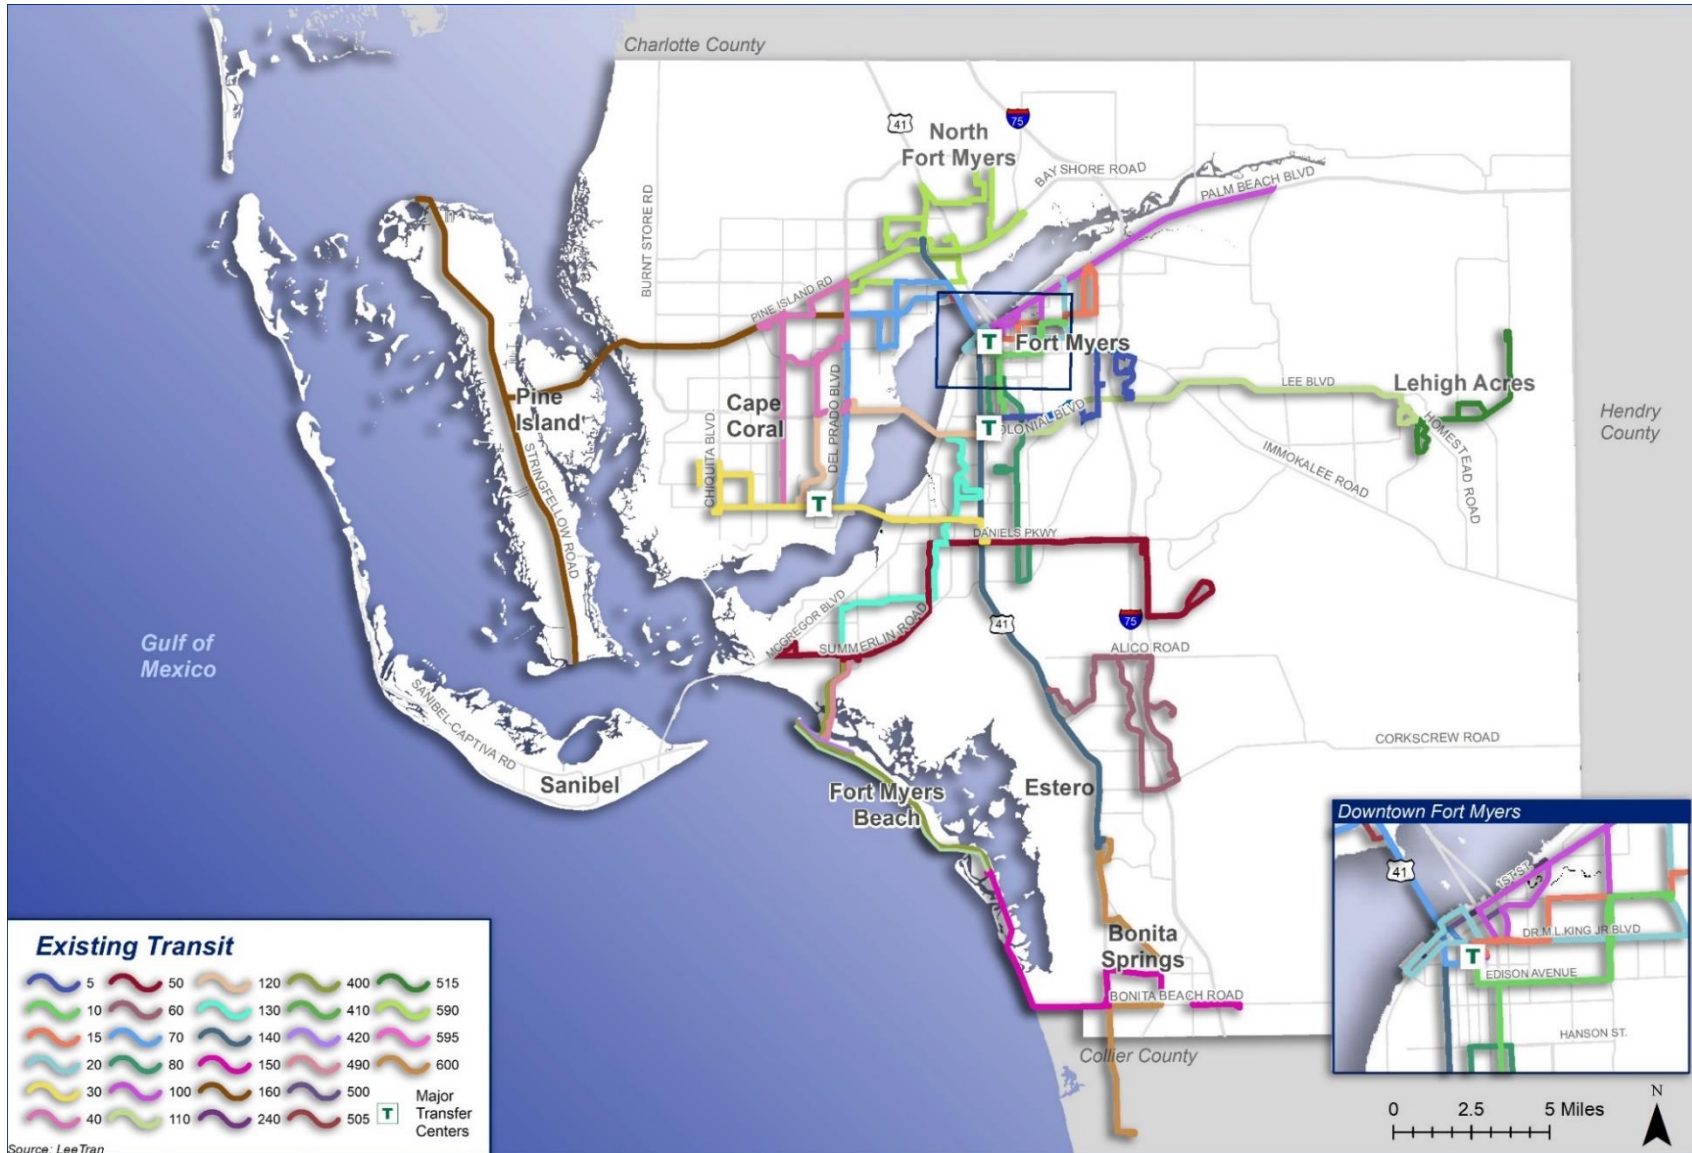 Charlotte County
41
75
North
Fort Myers
BAY SHORE ROAD
PALM BEACH BLVD
BURNT STORE RD
PINE ISLAND RD
Fort Myers
T
LEE BLVD
Lehigh Acres
Hendry
County
Pine
Island
Cape
Coral
DEL PRADO BLVD
CHIQUITA BLVD.
T
OLONIAL BLVD
HOMESTEAD ROAD
IMMOKALEE ROAD
STRINGFELLOW ROAD
T
DANIELS PKWY
MCGREGOR BLVD
SUMMERLIN ROAD
41
75
ALICO ROAD
Gulf of
Mexico
SANIBEL-CAPTIVA RD
CORKSCREW ROAD
Sanibel
Estero
Fort Myers
Beach
Bonita
Springs
BONITA BEACH ROAD
Collier County
Downtown Fort Myers
41
1ST ST.
DR.M.L.KING JR.BLVD
T
EDISON AVENUE
HANSON ST.
Existing Transit
5 50 120 400 515
10 60 130 410 590
15 70 140 420 595
20 80 150 490 600
30 100 160 500
40 110 240 505
T Major
Transfer
Centers
Source: LeeTran
0 2.5 5 Miles
N